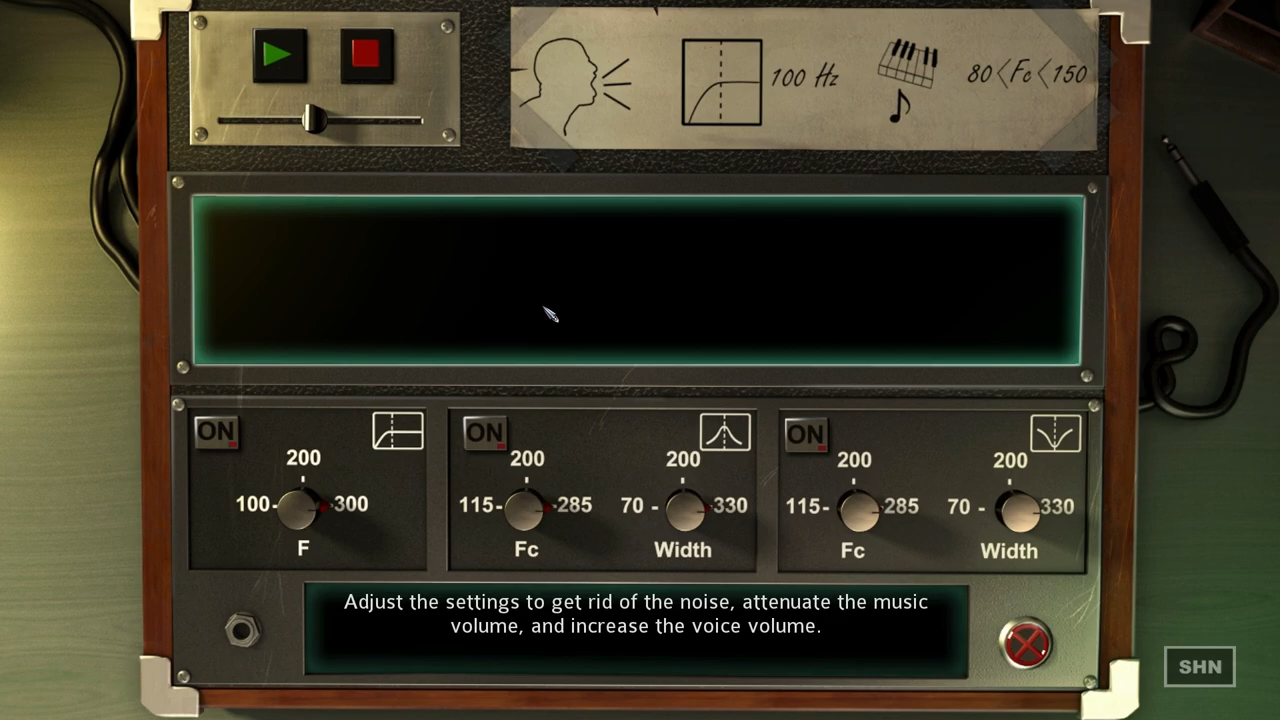 100 Hz
80<Fc<150
ON
200
100
300
F
ON
200
200
115
285
70
330
Fc
Width
ON
200
200
115
285
70
330
Fc
Width
Adjust the settings to get rid of the noise, attenuate the music
volume, and increase the voice volume.
SHN